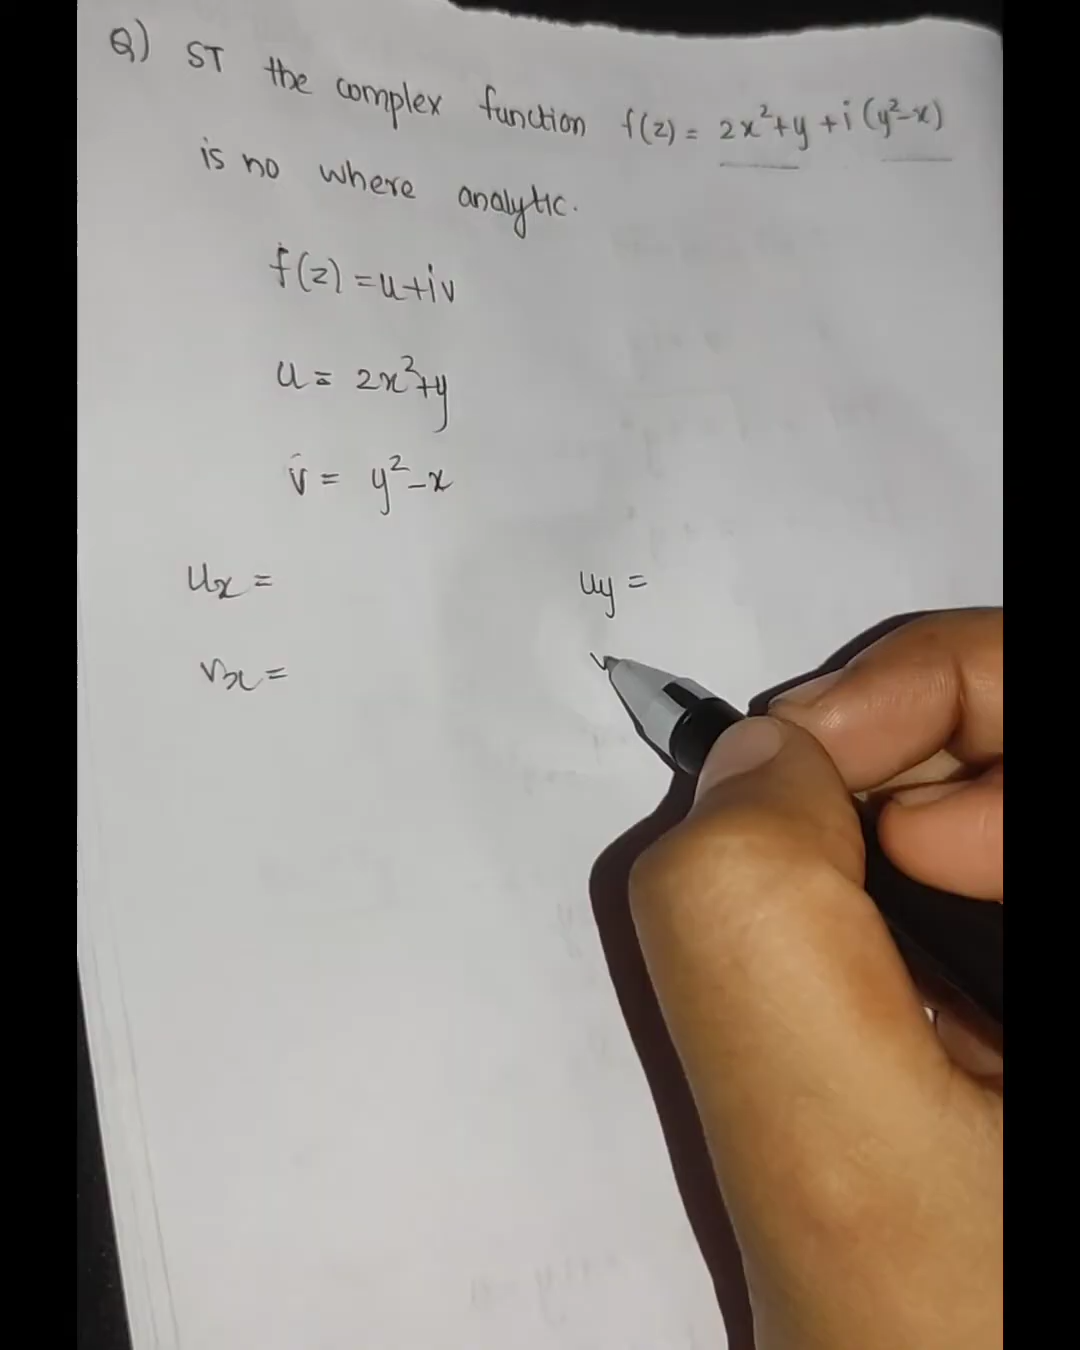 Q) ST the complex function f(z) = 2x²+y + i (y²-x)
is no where analytic.
f(z) = u+iv
u = 2x²+y
v = y²-x
ux = uy =
vx = v